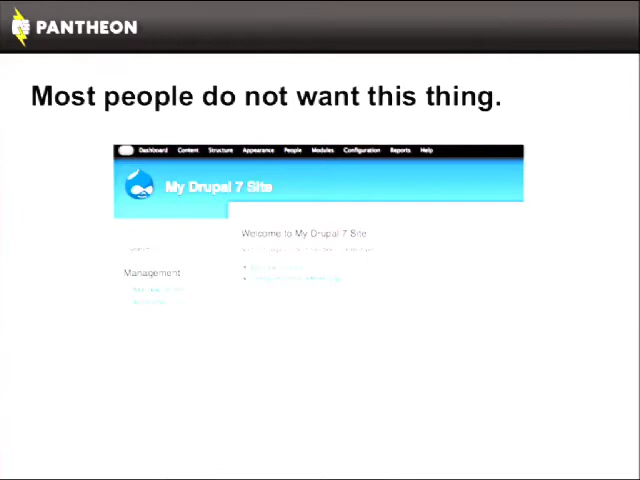 PANTHEON
Most people do not want this thing.
Dashboard Content Structure Appearance People Modules Configuration Reports Help
My Drupal 7 Site
Welcome to My Drupal 7 Site
Management